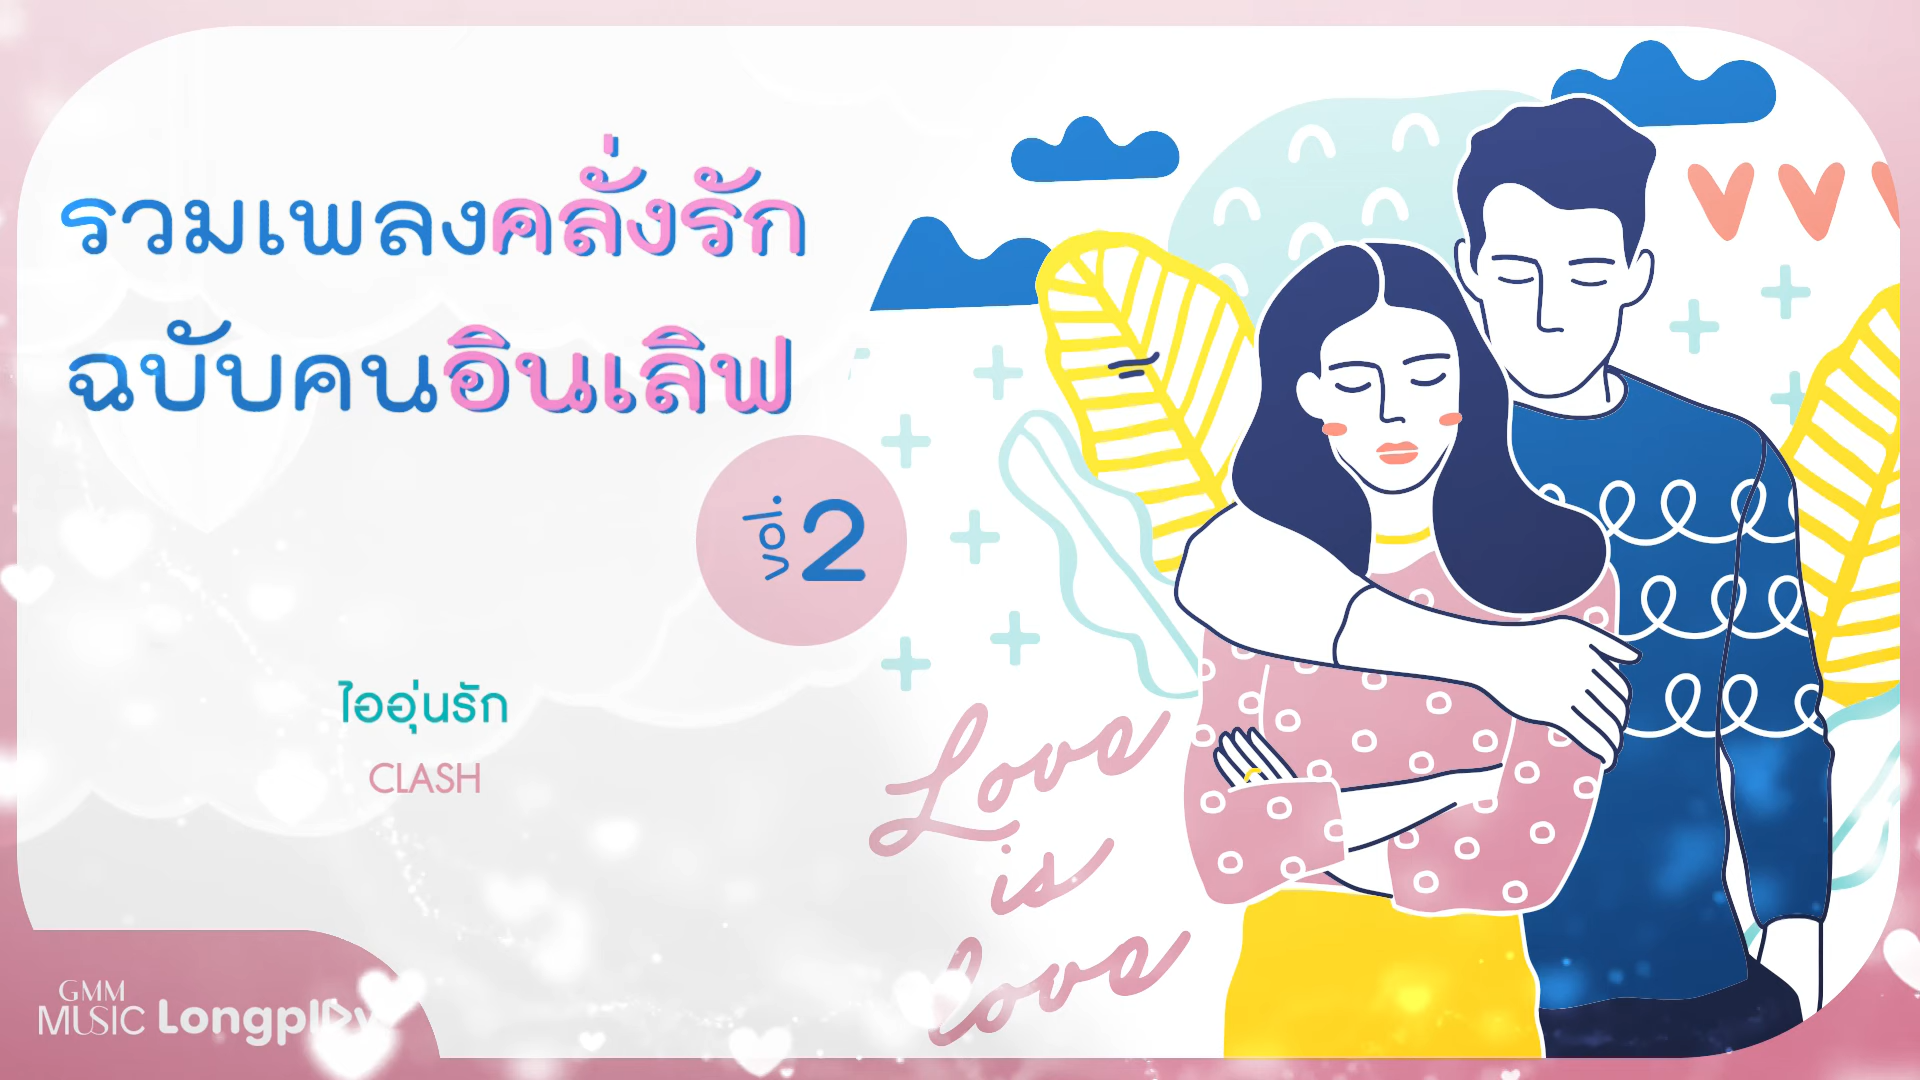 รวมเพลงคลั่งรัก
ฉบับคนอินเลิฟ
ที่ 2
ไออุ่นรัก
CLASH
Love
is
love
GMM
MUSIC Longplay